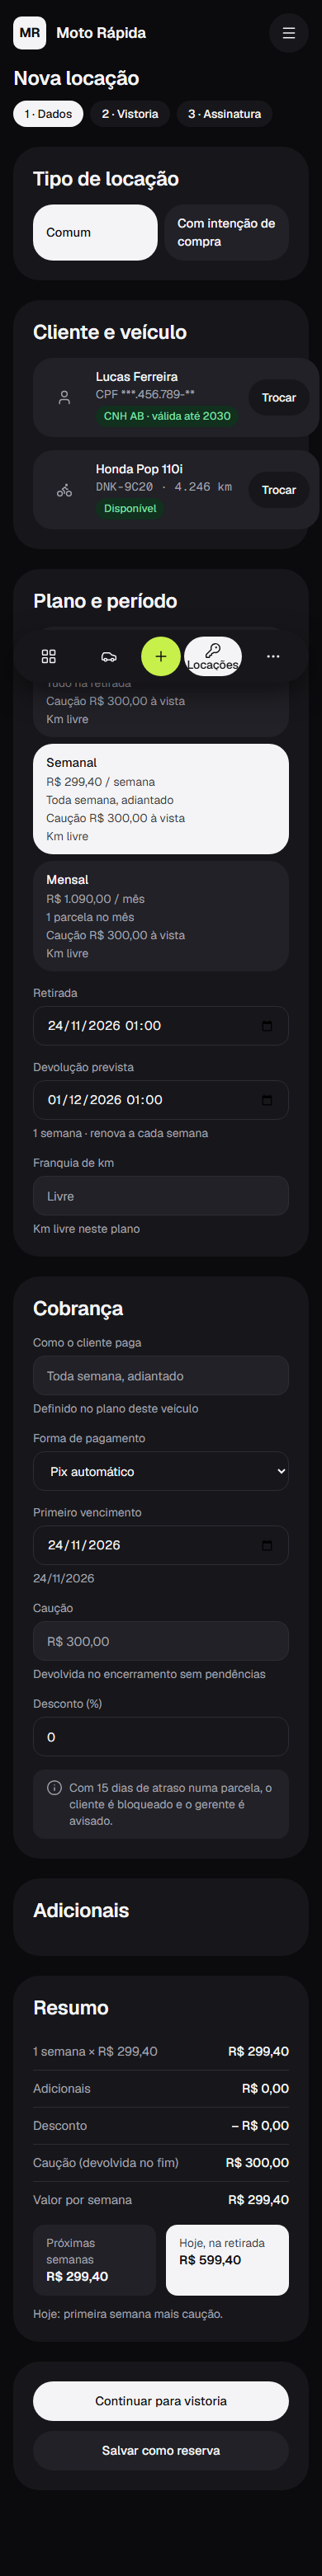 MR Moto Rápida
Nova locação
1 · Dados 2 · Vistoria 3 · Assinatura
Tipo de locação
Comum
Com intenção de
compra
Cliente e veículo
Lucas Ferreira
CPF ***.456.789-**
CNH AB · válida até 2030
Trocar
Honda Pop 110i
DNK-9C20 · 4.246 km
Disponível
Trocar
Plano e período
Locações
Tudo na retirada
Caução R$ 300,00 à vista
Km livre
Semanal
R$ 299,40 / semana
Toda semana, adiantado
Caução R$ 300,00 à vista
Km livre
Mensal
R$ 1.090,00 / mês
1 parcela no mês
Caução R$ 300,00 à vista
Km livre
Retirada
24/11/2026 01:00
Devolução prevista
01/12/2026 01:00
1 semana · renova a cada semana
Franquia de km
Livre
Km livre neste plano
Cobrança
Como o cliente paga
Toda semana, adiantado
Definido no plano deste veículo
Forma de pagamento
Pix automático
Primeiro vencimento
24/11/2026
24/11/2026
Caução
R$ 300,00
Devolvida no encerramento sem pendências
Desconto (%)
0
Com 15 dias de atraso numa parcela, o
cliente é bloqueado e o gerente é
avisado.
Adicionais
Resumo
1 semana × R$ 299,40 R$ 299,40
Adicionais R$ 0,00
Desconto – R$ 0,00
Caução (devolvida no fim) R$ 300,00
Valor por semana R$ 299,40
Próximas
semanas
R$ 299,40
Hoje, na retirada
R$ 599,40
Hoje: primeira semana mais caução.
Continuar para vistoria
Salvar como reserva